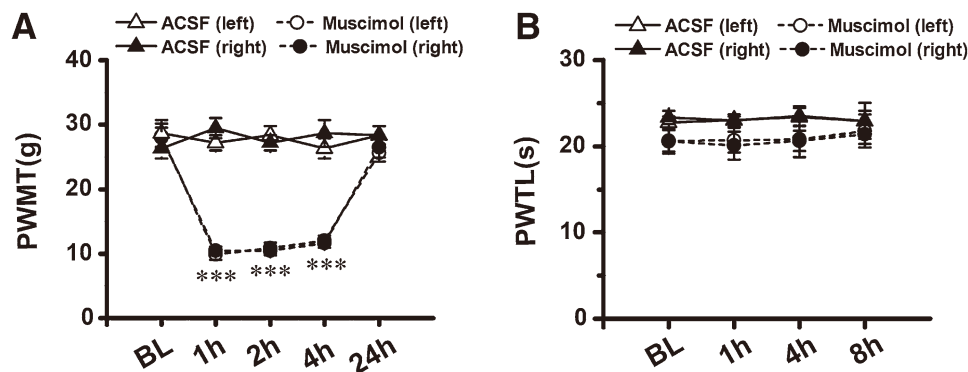 A
ACSF (left) Muscimol (left)
ACSF (right) Muscimol (right)
40
30
20
10
0
PWMT(g)
*** *** ***
BL 1h 2h 4h 24h
B
ACSF (left) Muscimol (left)
ACSF (right) Muscimol (right)
30
20
10
0
PWTL(s)
BL 1h 4h 8h